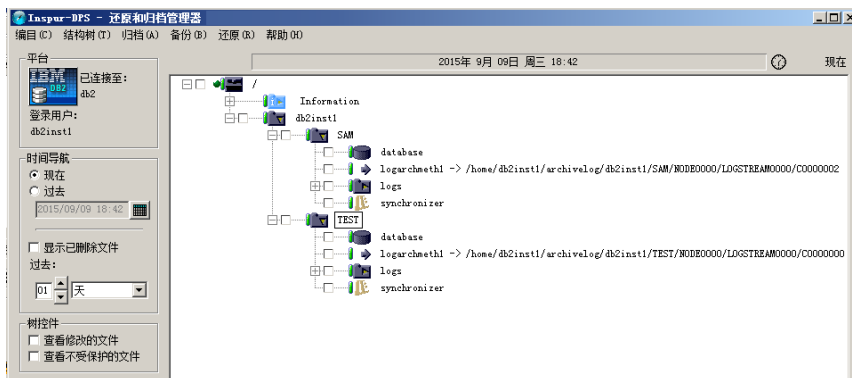 Inspur-DPS - 还原和归档管理器
编目(C) 结构树(T) 归档(A) 备份(B) 还原(R) 帮助(H)
平台
IBM DB2
已连接至:
db2
登录用户:
db2inst1
时间导航
现在
过去
2015/09/09 18:42
显示已删除文件
过去:
01 天
树控件
查看修改的文件
查看不受保护的文件
2015年 9月 09日 周三 18:42 现在
/
Information
db2inst1
SAM
database
logarchmeth1 -> /home/db2inst1/archivelog/db2inst1/SAM/NODE0000/LOGSTREAM0000/C0000002
logs
synchronizer
TEST
database
logarchmeth1 -> /home/db2inst1/archivelog/db2inst1/TEST/NODE0000/LOGSTREAM0000/C0000000
logs
synchronizer